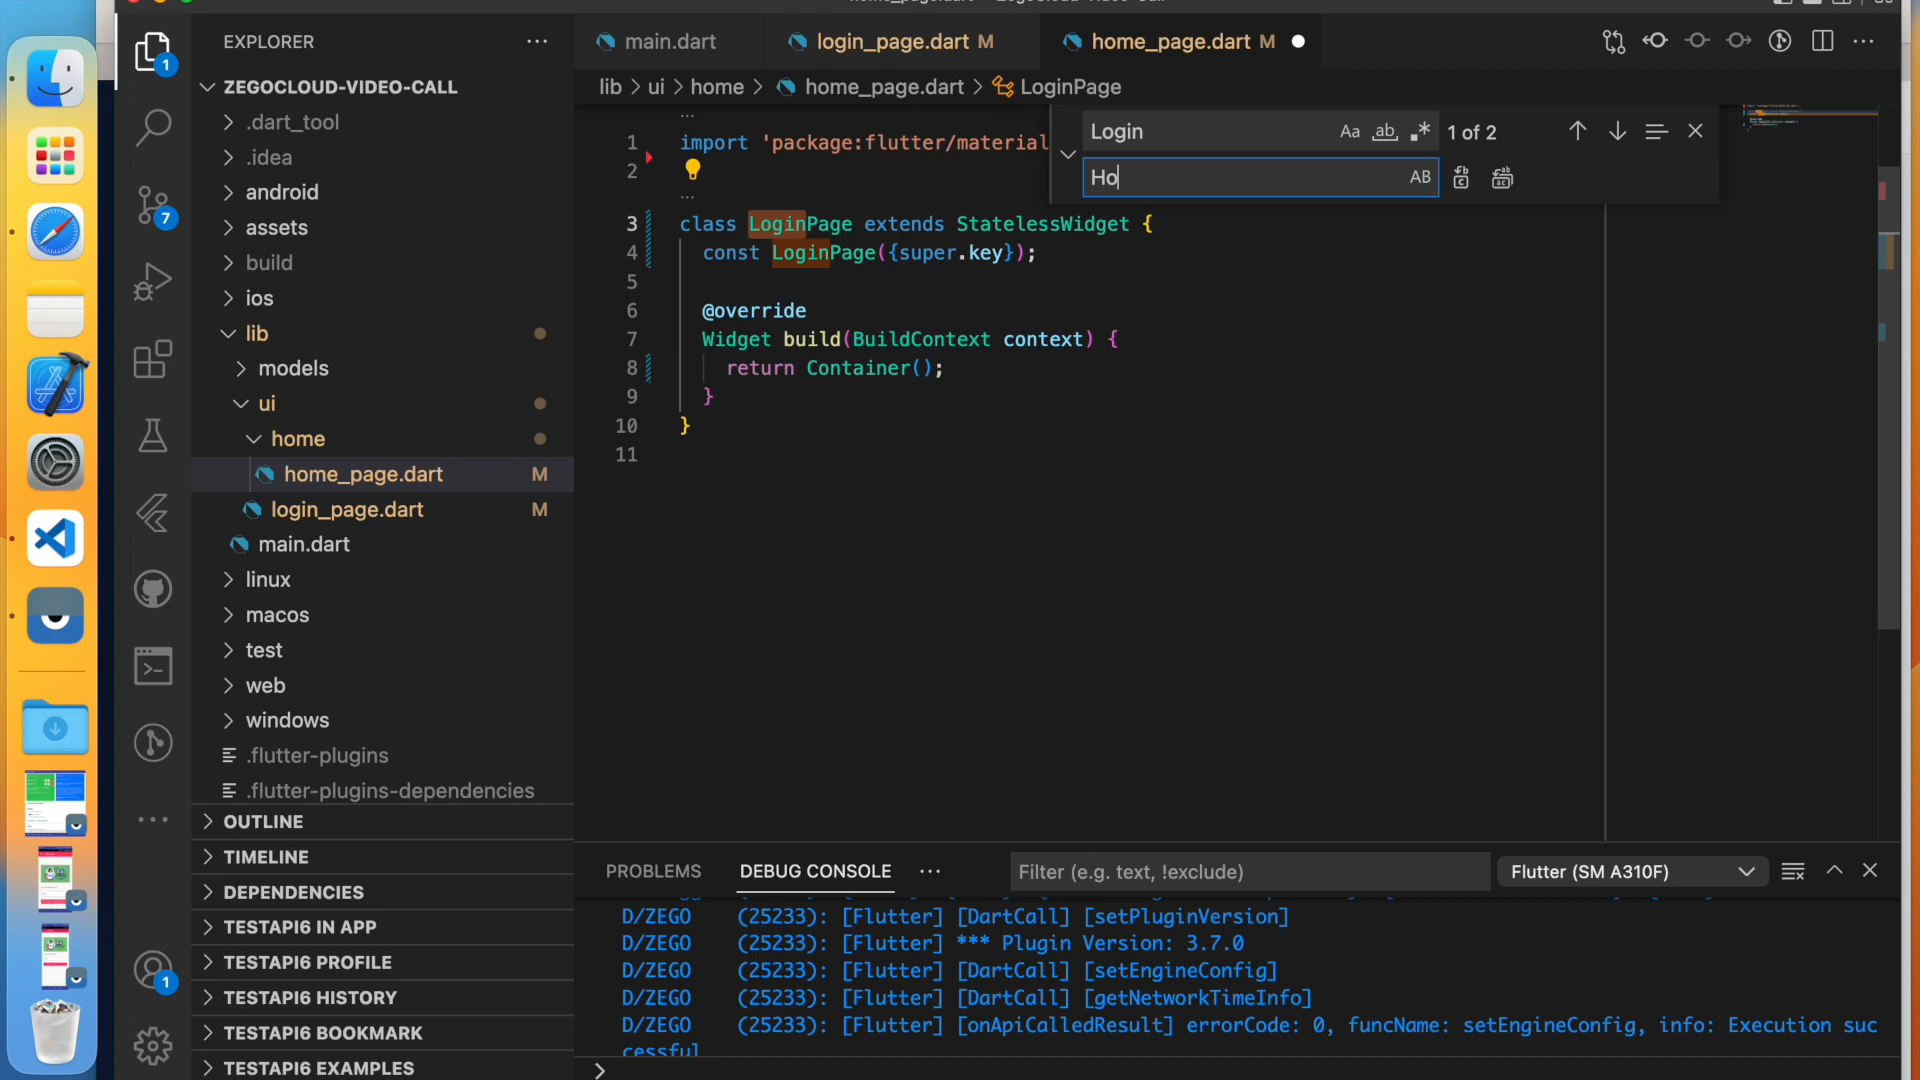 EXPLORER
ZEGOCLOUD-VIDEO-CALL
.dart_tool
.idea
android
assets
build
ios
lib
models
ui
home
home_page.dart M
login_page.dart M
main.dart
linux
macos
test
web
windows
.flutter-plugins
.flutter-plugins-dependencies
OUTLINE
TIMELINE
DEPENDENCIES
TESTAPI6 IN APP
TESTAPI6 PROFILE
TESTAPI6 HISTORY
TESTAPI6 BOOKMARK
TESTAPI6 EXAMPLES
1
7
1
main.dart
login_page.dart M
home_page.dart M
lib > ui > home > home_page.dart > LoginPage
Login Aa ab 1 of 2
Ho AB
1 import 'package:flutter/material
2
3 class LoginPage extends StatelessWidget {
4 const LoginPage({super.key});
5
6 @override
7 Widget build(BuildContext context) {
8 return Container();
9 }
10 }
11
PROBLEMS DEBUG CONSOLE Filter (e.g. text, !exclude) Flutter (SM A310F)
D/ZEGO (25233): [Flutter] [DartCall] [setPluginVersion]
D/ZEGO (25233): [Flutter] *** Plugin Version: 3.7.0
D/ZEGO (25233): [Flutter] [DartCall] [setEngineConfig]
D/ZEGO (25233): [Flutter] [DartCall] [getNetworkTimeInfo]
D/ZEGO (25233): [Flutter] [onApiCalledResult] errorCode: 0, funcName: setEngineConfig, info: Execution suc
cessful